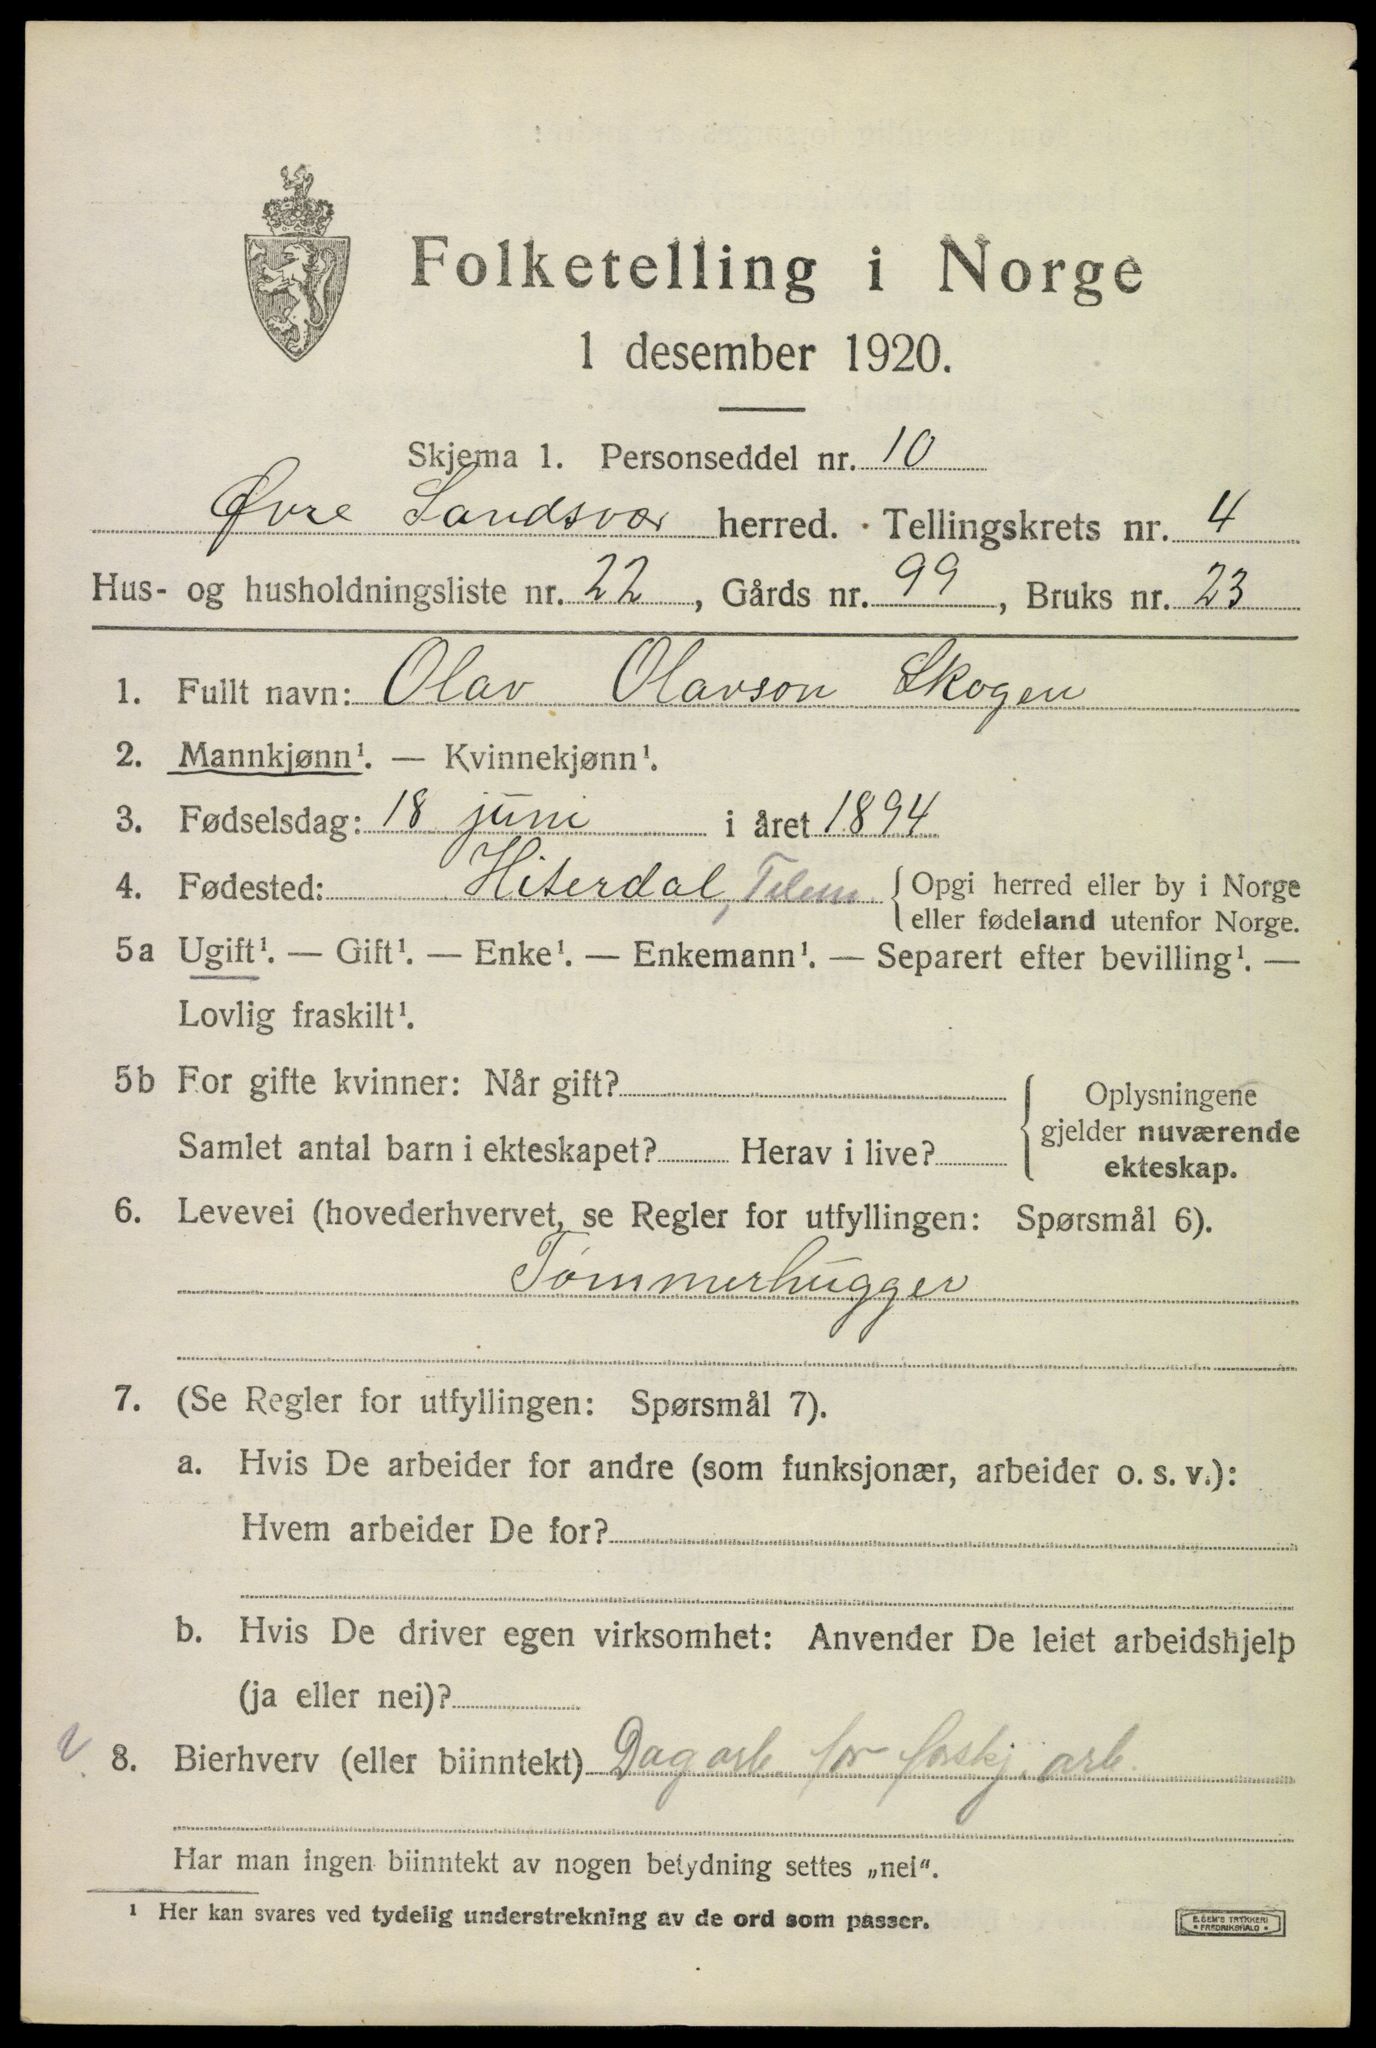 Folketelling i Norge
1 desember 1920.
Skjema 1. Personseddel nr. 10
Øvre Sandsvær herred. Tellingskrets nr. 4
Hus- og husholdningsliste nr. 22, Gårds nr. 99, Bruks nr. 23
1. Fullt navn: Olav Olavson Skogen
2. Mannkjønn¹. — Kvinnekjønn¹.
3. Fødselsdag: 18 juni i året 1894
4. Fødested: Hiterdal, Telem {Opgi herred eller by i Norge
eller fødeland utenfor Norge.
5a Ugift¹. — Gift¹. — Enke¹. — Enkemann¹. — Separert efter bevilling¹. —
Lovlig fraskilt¹.
5b For gifte kvinner: Når gift?
Samlet antal barn i ekteskapet? Herav i live?
{Oplysningene
gjelder nuværende
ekteskap.
6. Levevei (hovederhvervet, se Regler for utfyllingen: Spørsmål 6).
Tømmerhugger
7. (Se Regler for utfyllingen: Spørsmål 7).
a. Hvis De arbeider for andre (som funksjonær, arbeider o. s. v.):
Hvem arbeider De for?
b. Hvis De driver egen virksomhet: Anvender De leiet arbeidshjelp
(ja eller nei)?
8. Bierhverv (eller biinntekt) Dagarb. for forskj. arb.
Har man ingen biinntekt av nogen betydning settes „nei“.
¹ Her kan svares ved tydelig understrekning av de ord som passer.
E. SEM'S TRYKKERI
* FREDRIKSHALD *